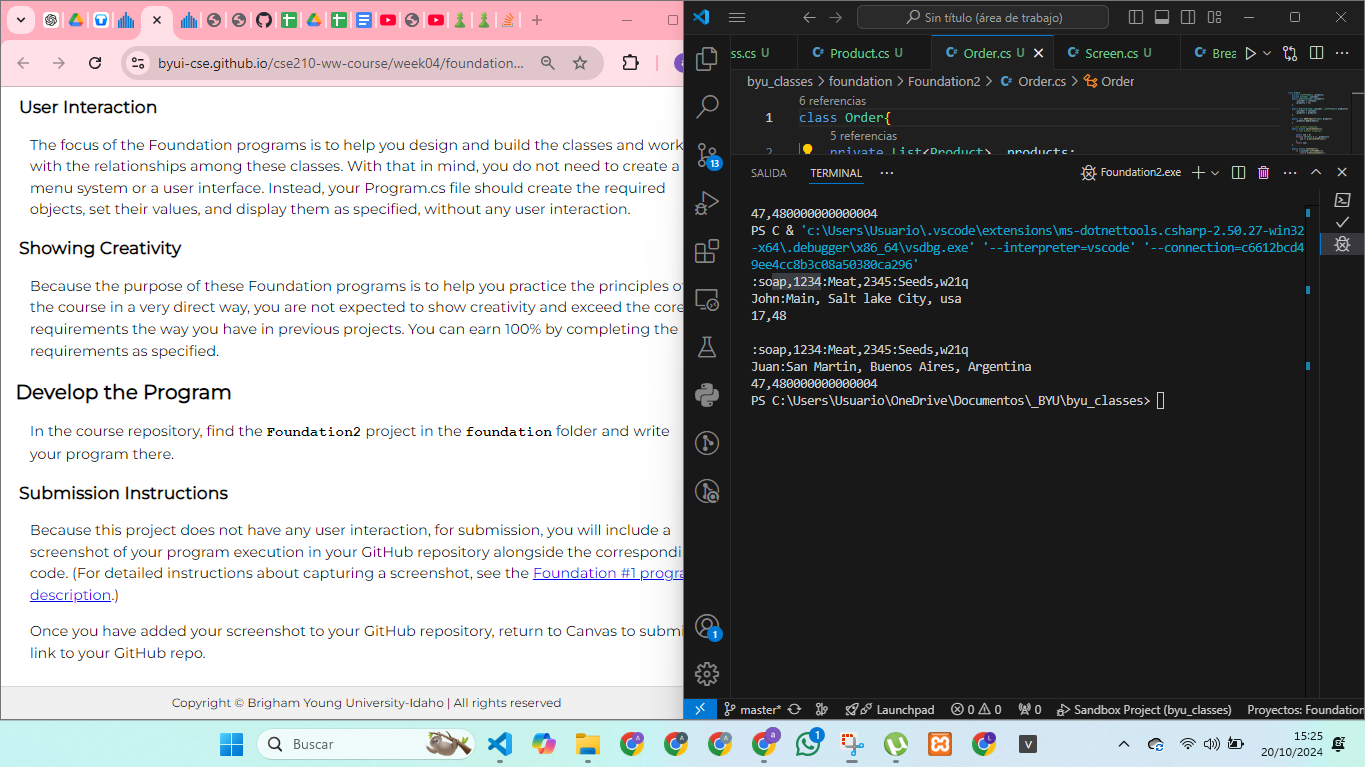 byui-cse.github.io/cse210-ww-course/week04/foundation...
User Interaction
The focus of the Foundation programs is to help you design and build the classes and work
with the relationships among these classes. With that in mind, you do not need to create a
menu system or a user interface. Instead, your Program.cs file should create the required
objects, set their values, and display them as specified, without any user interaction.
Showing Creativity
Because the purpose of these Foundation programs is to help you practice the principles of
the course in a very direct way, you are not expected to show creativity and exceed the core
requirements the way you have in previous projects. You can earn 100% by completing the
requirements as specified.
Develop the Program
In the course repository, find the Foundation2 project in the foundation folder and write
your program there.
Submission Instructions
Because this project does not have any user interaction, for submission, you will include a
screenshot of your program execution in your GitHub repository alongside the correspondi
code. (For detailed instructions about capturing a screenshot, see the Foundation #1 progra
description.)
Once you have added your screenshot to your GitHub repository, return to Canvas to submi
link to your GitHub repo.
Copyright © Brigham Young University-Idaho | All rights reserved
Sin título (área de trabajo)
ss.cs U
Product.cs U
Order.cs U
Screen.cs U
Brea
byu_classes > foundation > Foundation2 > Order.cs > Order
6 referencias
1 class Order{
5 referencias
2 private List<Product> _products;
SALIDA TERMINAL ...
Foundation2.exe
47,480000000000004
PS C & 'c:\Users\Usuario\.vscode\extensions\ms-dotnettools.csharp-2.50.27-win32
-x64\.debugger\x86_64\vsdbg.exe' '--interpreter=vscode' '--connection=c6612bcd4
9ee4cc8b3c08a50380ca296'
:soap,1234:Meat,2345:Seeds,w21q
John:Main, Salt lake City, usa
17,48
:soap,1234:Meat,2345:Seeds,w21q
Juan:San Martin, Buenos Aires, Argentina
47,480000000000004
PS C:\Users\Usuario\OneDrive\Documentos\_BYU\byu_classes>
13
1
master* Launchpad 0 0 0 Sandbox Project (byu_classes) Proyectos: Foundation
Buscar
1
15:25
20/10/2024